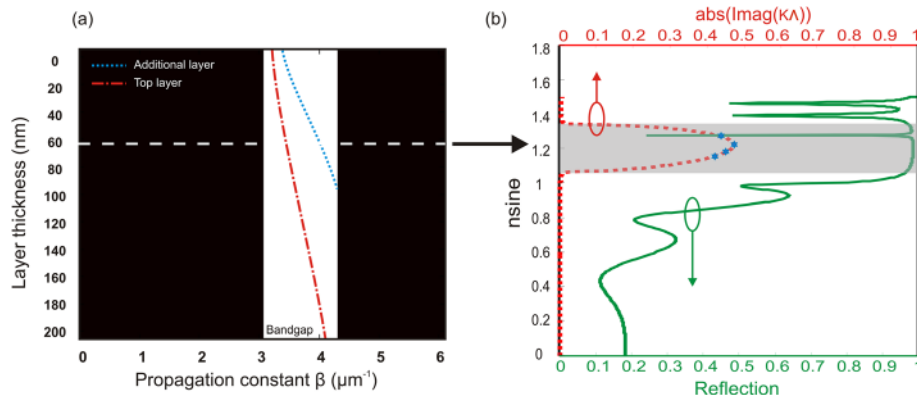 (a)
Additional layer
Top layer
Layer thickness (nm)
0
20
40
60
80
100
120
140
160
180
200
Bandgap
0 1 2 3 4 5 6
Propagation constant β (µm⁻¹)
(b)
abs(Imag(κΛ))
0 0.1 0.2 0.3 0.4 0.5 0.6 0.7 0.8 0.9 1
nsinɵ
1.8
1.6
1.4
1.2
1
0.8
0.6
0.4
0.2
0
0 0.1 0.2 0.3 0.4 0.5 0.6 0.7 0.8 0.9 1
Reflection